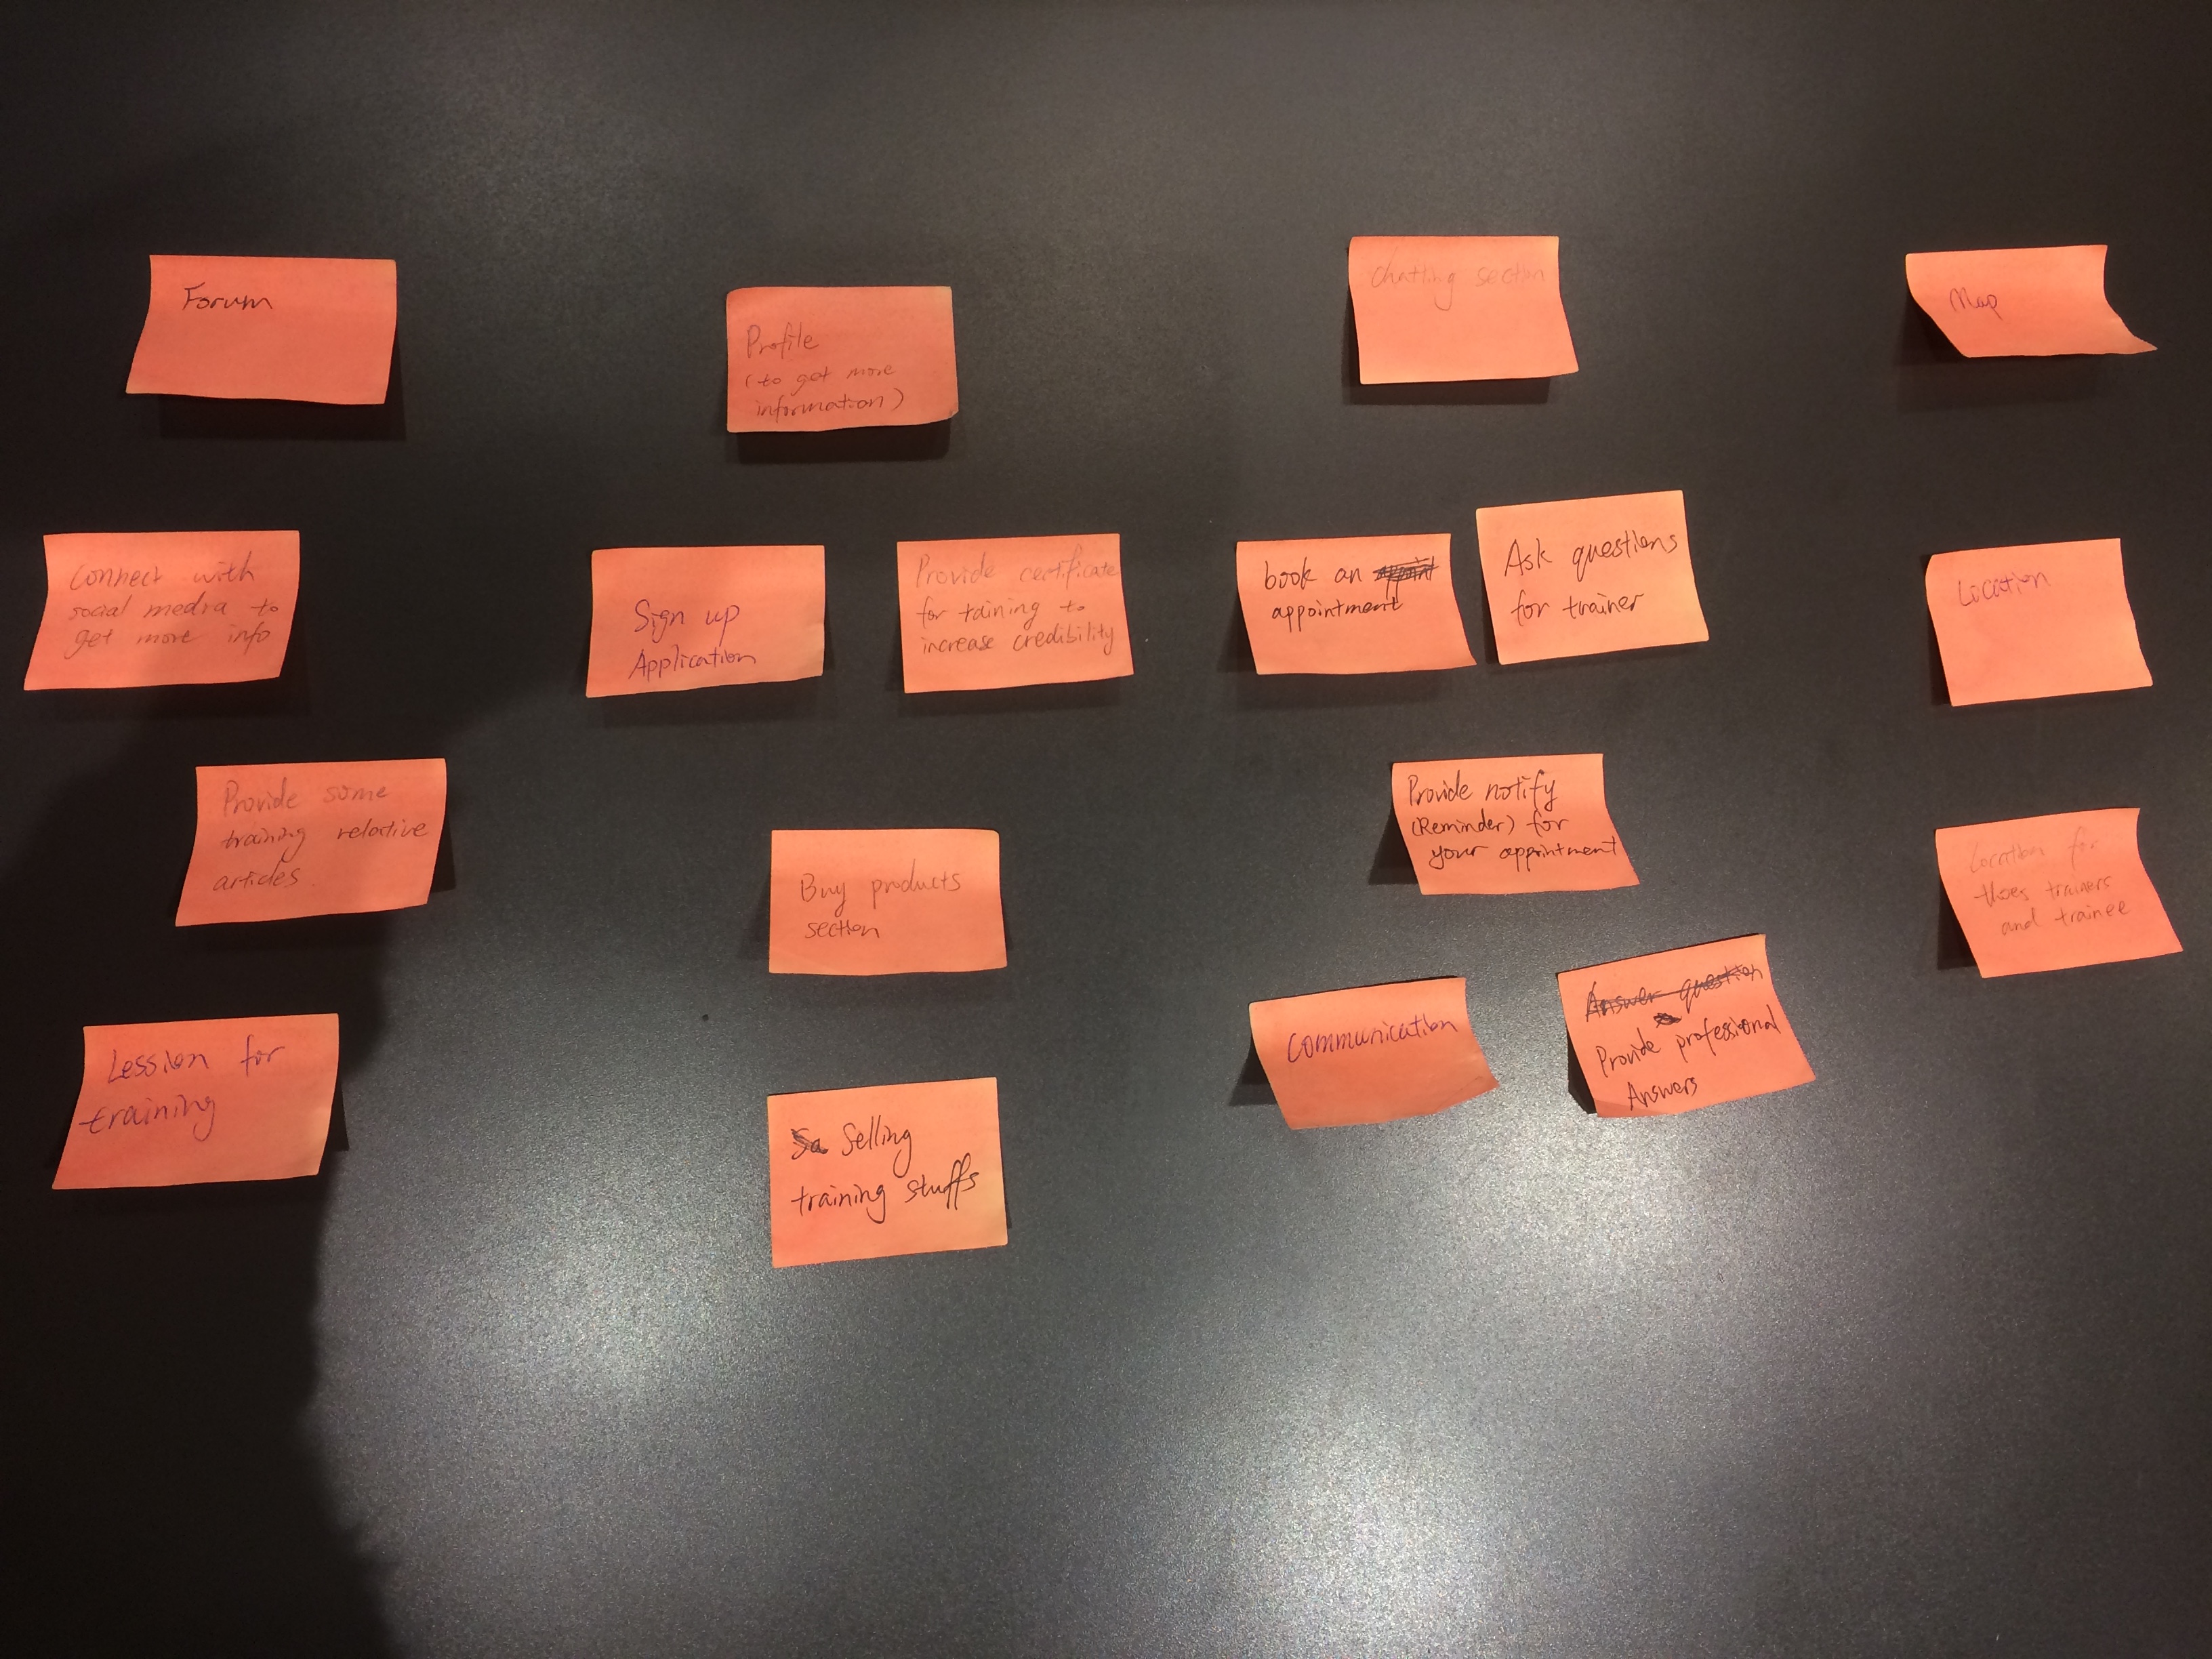 Forum
Profile
(to get more
information)
Chatting section
Map
Connect with
social media to
get more info
Sign up
Application
Provide certificate
for taining to
increase credibility
book an appoint
appointment
Ask questions
for trainer
Location
Provide some
training relative
articles.
Buy products
section
Provide notify
(Reminder) for
your appointment
Location for
thoes trainers
and trainee
Lession for
training
Sa Selling
training stuffs
Communication
Answer question
Provide professional
Answers